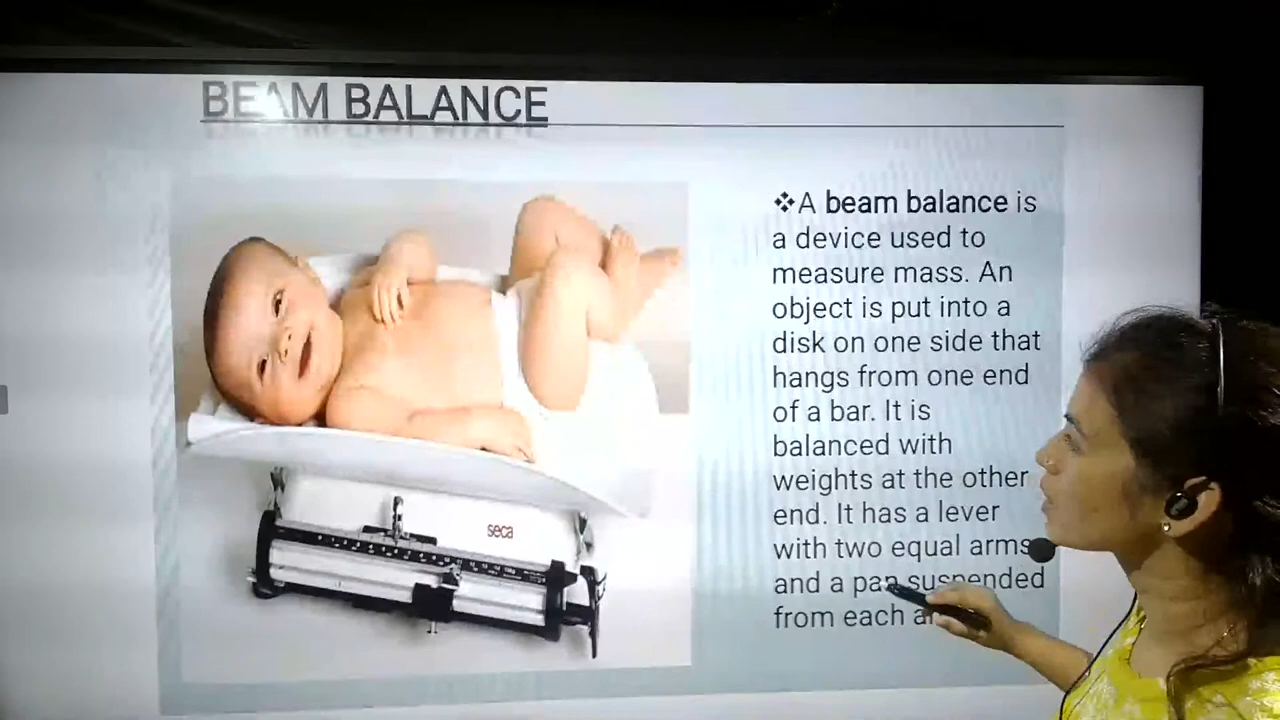 BEAM BALANCE
❖A beam balance is
a device used to
measure mass. An
object is put into a
disk on one side that
hangs from one end
of a bar. It is
balanced with
weights at the other
end. It has a lever
with two equal arms
and a pan suspended
from each
seca